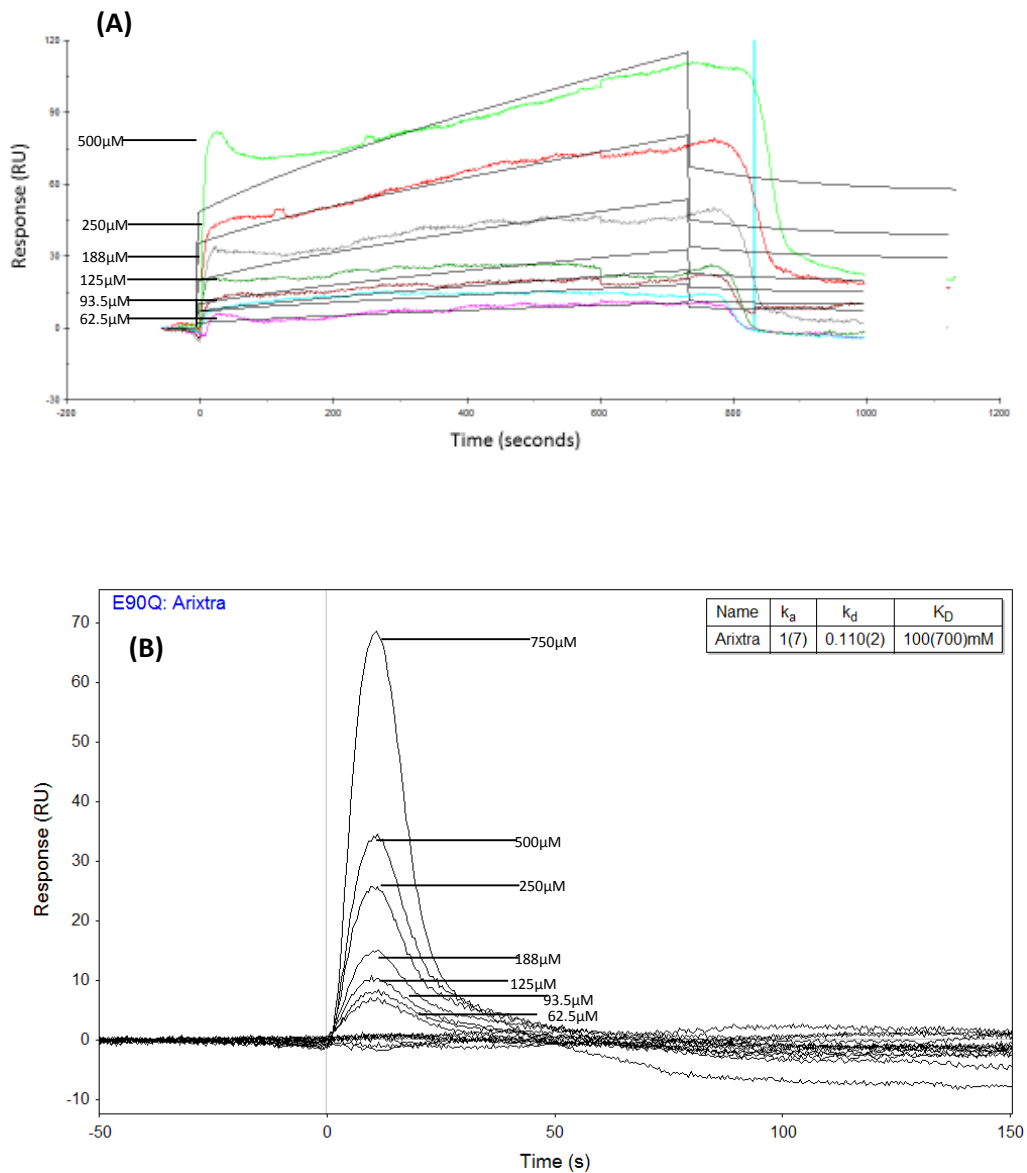 (A)
120
90
60
30
0
-30
-200
0
200
400
600
800
1000
1200
Response (RU)
Time (seconds)
500µM
250µM
188µM
125µM
93.5µM
62.5µM
E90Q: Arixtra
(B)
Name ka kd KD
Arixtra 1(7) 0.110(2) 100(700)mM
70
60
50
40
30
20
10
0
-10
Response (RU)
750µM
500µM
250µM
188µM
125µM
93.5µM
62.5µM
-50
0
50
100
150
Time (s)